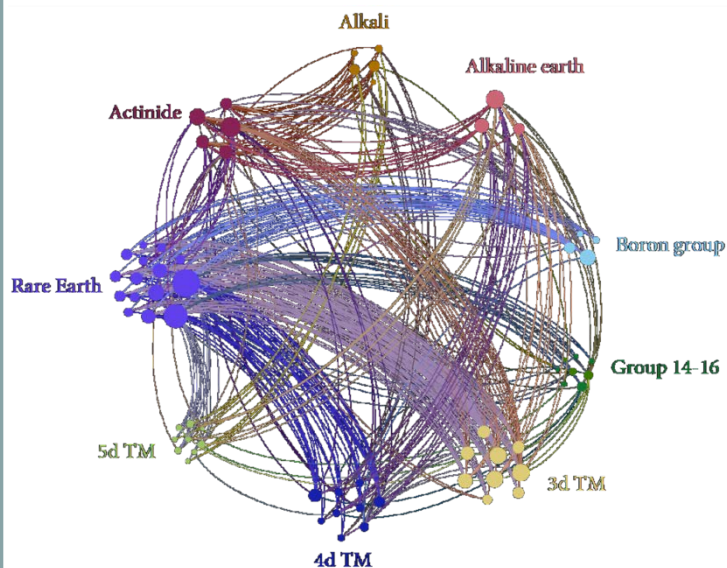 Alkali
Alkaline earth
Actinide
Boron group
Rare Earth
Group 14-16
5d TM
3d TM
4d TM